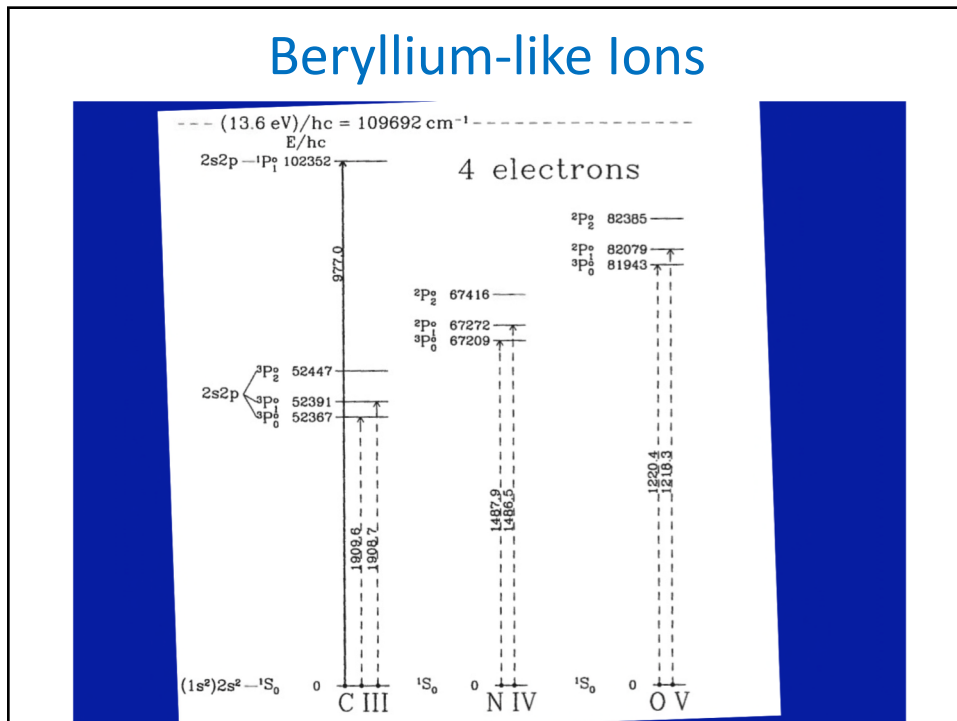 Beryllium-like Ions
(13.6 eV)/hc = 109692 cm⁻¹
E/hc
2s2p — ¹P°₁ 102352
4 electrons
977.0
³P°₂ 52447
2s2p
³P°₁ 52391
³P°₀ 52367
1909.6
1908.7
(1s²)2s² — ¹S₀ 0
C III
²P°₂ 67416
²P°₁ 67272
³P°₀ 67209
1487.9
1486.5
¹S₀ 0
N IV
²P°₂ 82385
²P°₁ 82079
³P°₀ 81943
1220.4
1218.3
¹S₀ 0
O V